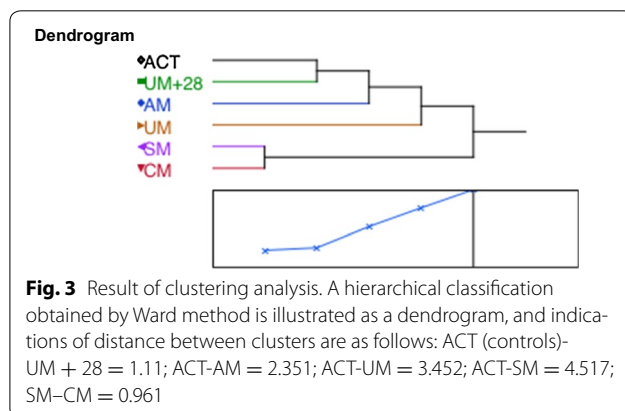 Dendrogram
ACT
UM+28
AM
UM
SM
CM
Fig. 3 Result of clustering analysis. A hierarchical classification
obtained by Ward method is illustrated as a dendrogram, and indica-
tions of distance between clusters are as follows: ACT (controls)-
UM + 28 = 1.11; ACT-AM = 2.351; ACT-UM = 3.452; ACT-SM = 4.517;
SM–CM = 0.961